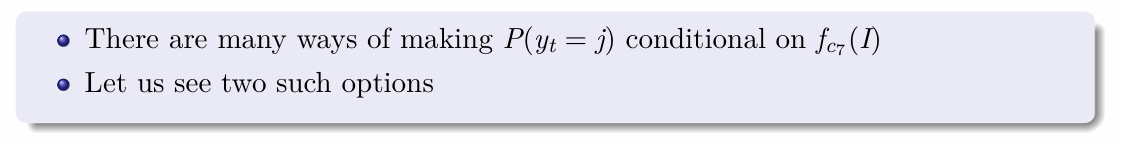 There are many ways of making P(y_t = j) conditional on f_{c_7}(I)
Let us see two such options